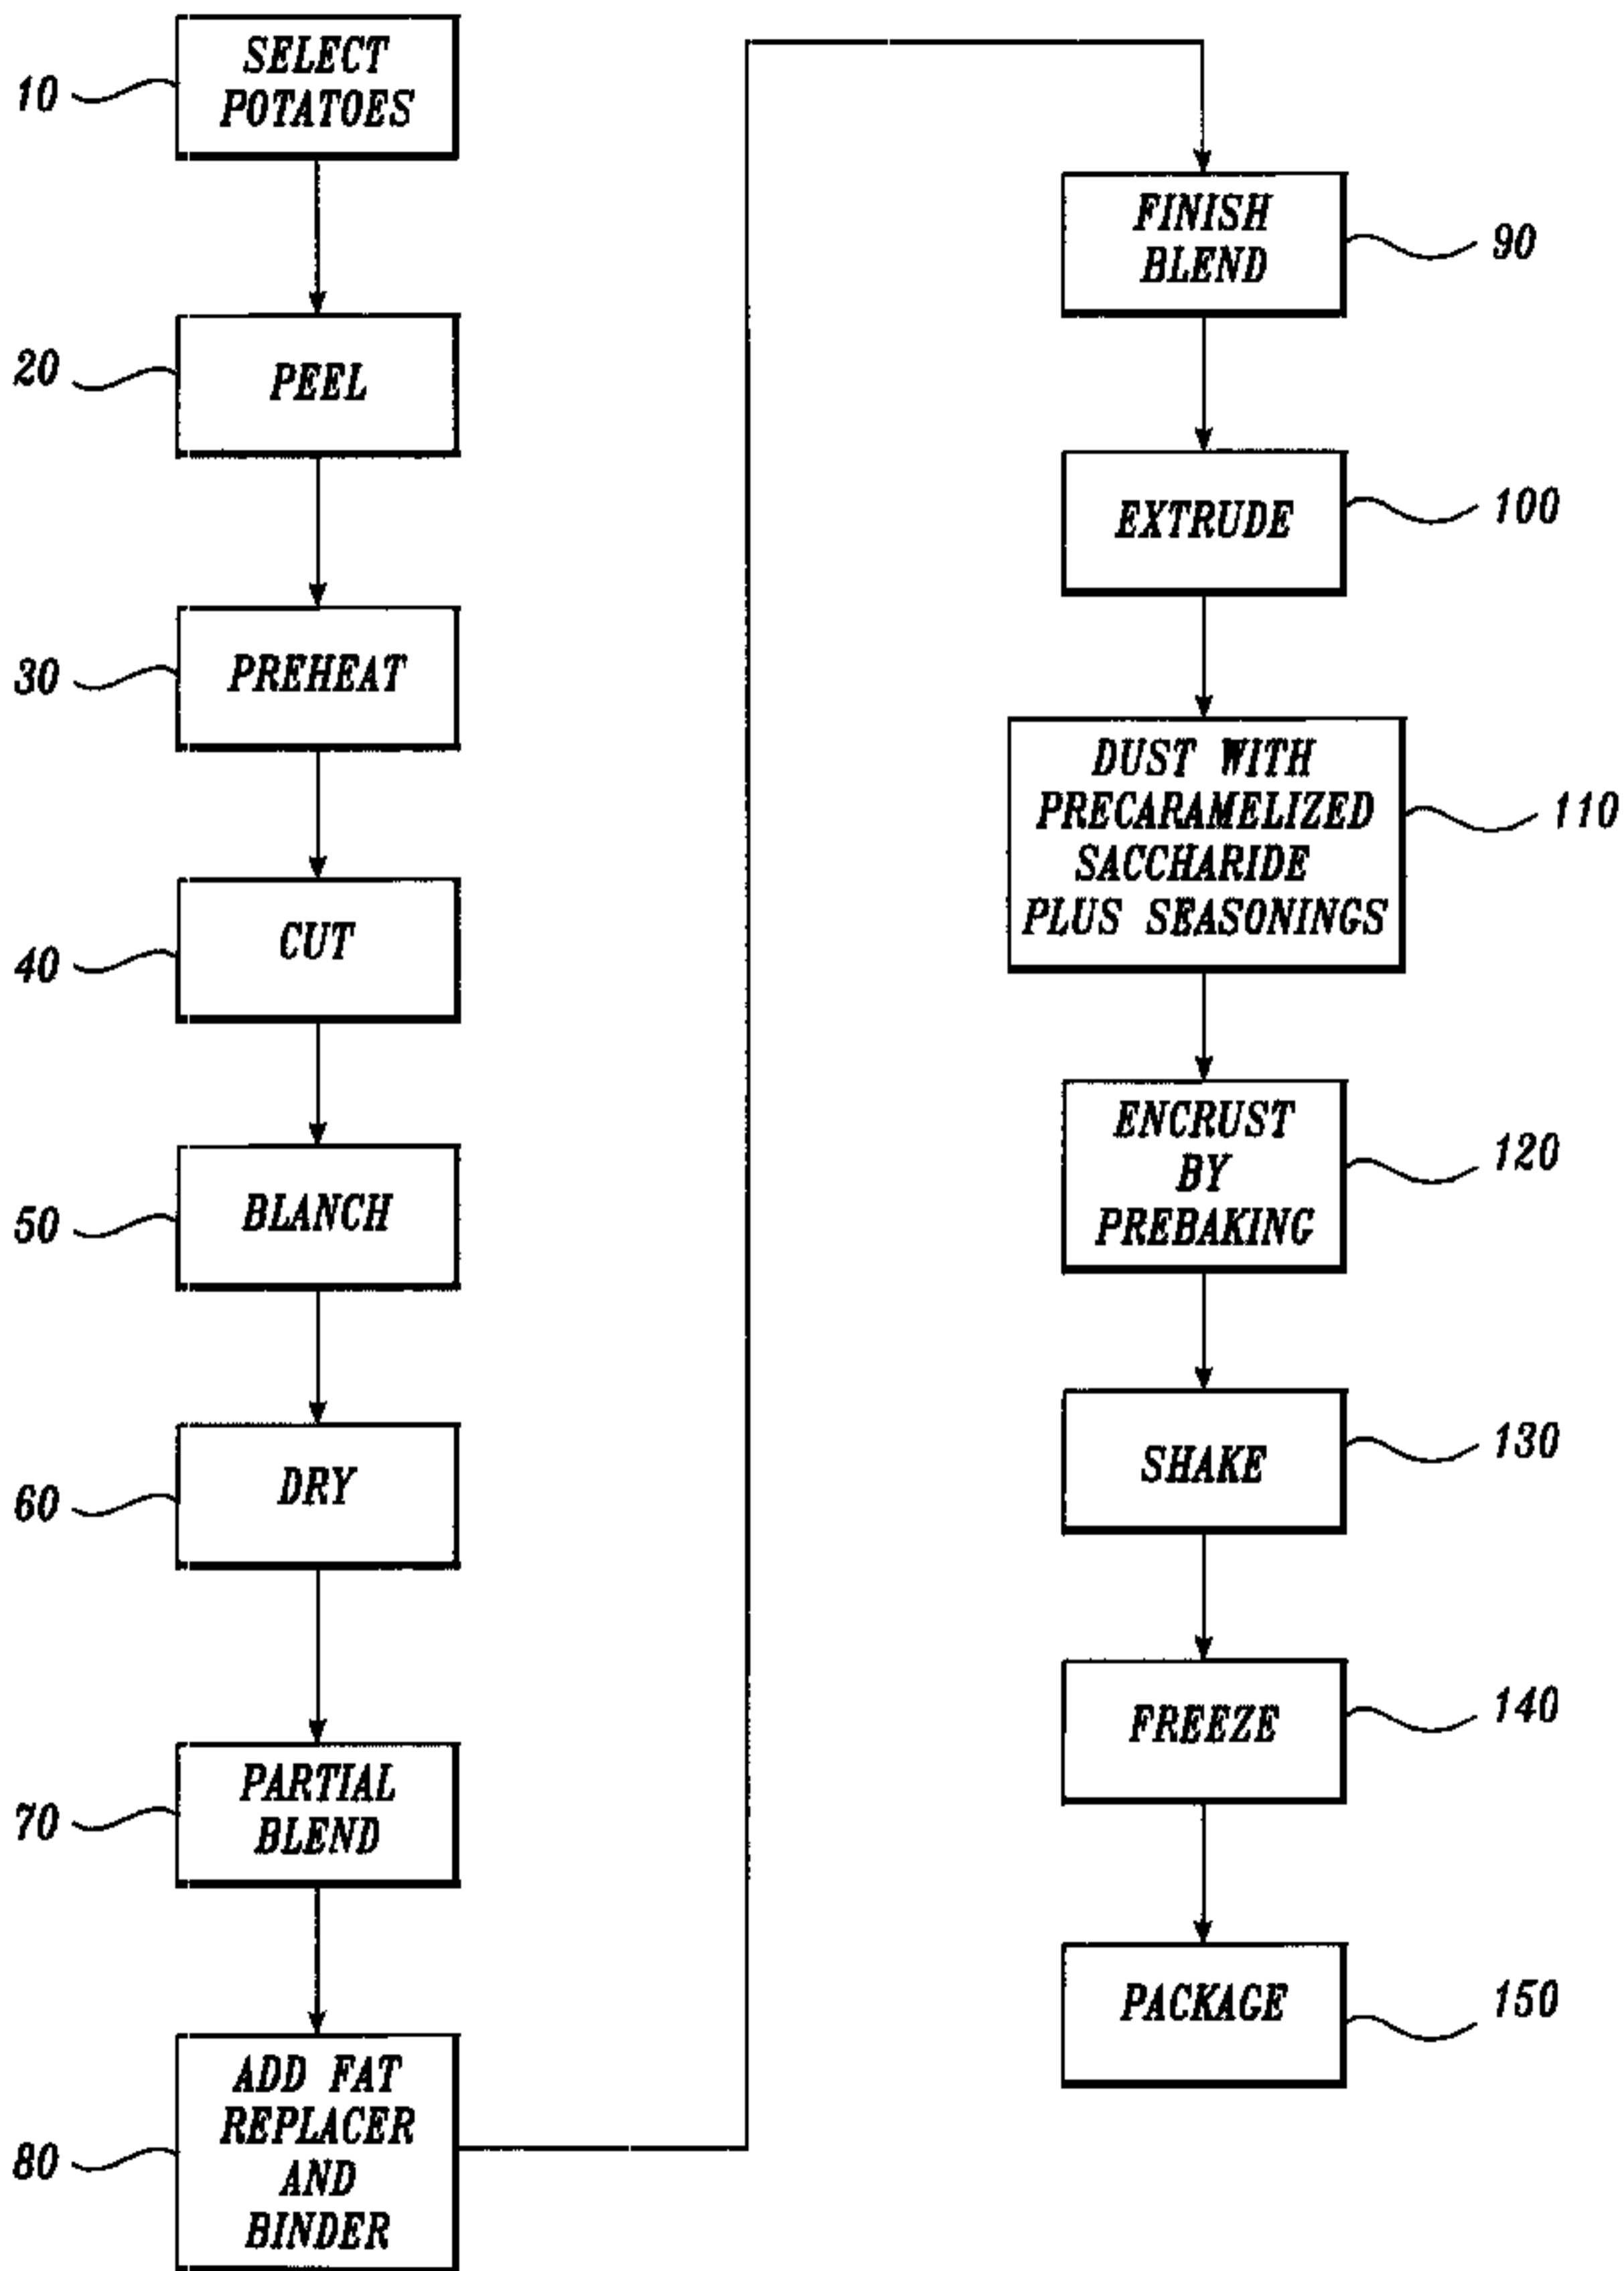 10
SELECT
POTATOES
20
PEEL
30
PREHEAT
40
CUT
50
BLANCH
60
DRY
70
PARTIAL
BLEND
80
ADD FAT
REPLACER
AND
BINDER
FINISH
BLEND
90
EXTRUDE
100
DUST WITH
PRECARAMELIZED
SACCHARIDE
PLUS SEASONINGS
110
ENCRUST
BY
PREBAKING
120
SHAKE
130
FREEZE
140
PACKAGE
150